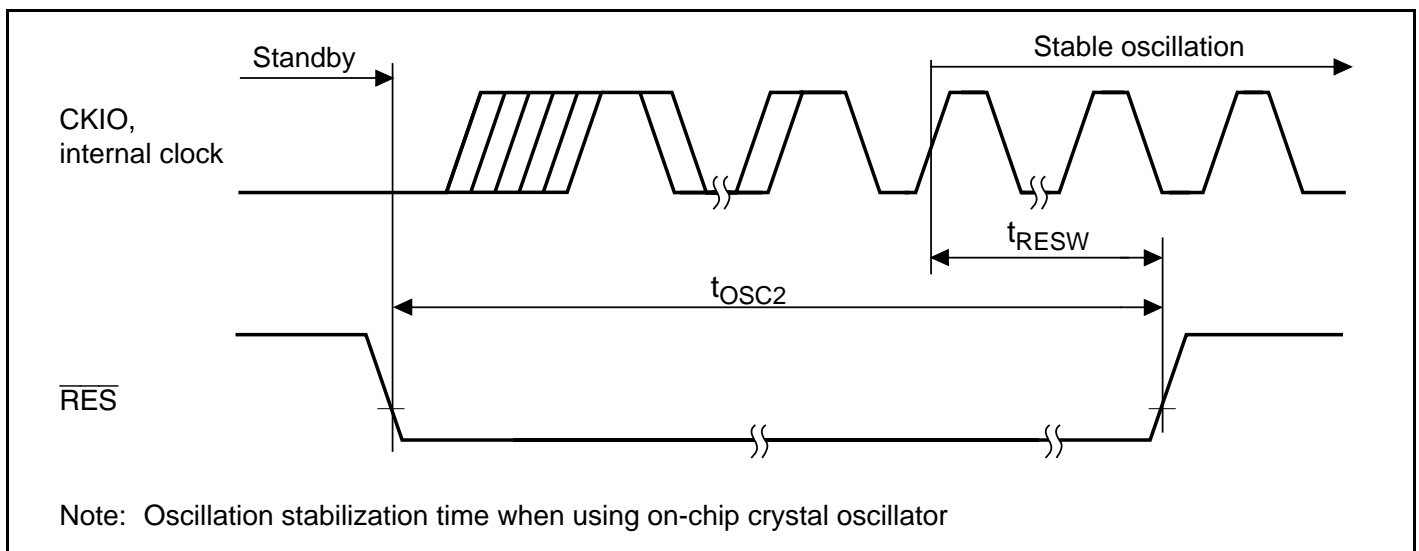 Standby
Stable oscillation
CKIO,
internal clock
tRESW
tOSC2
RES
Note: Oscillation stabilization time when using on-chip crystal oscillator